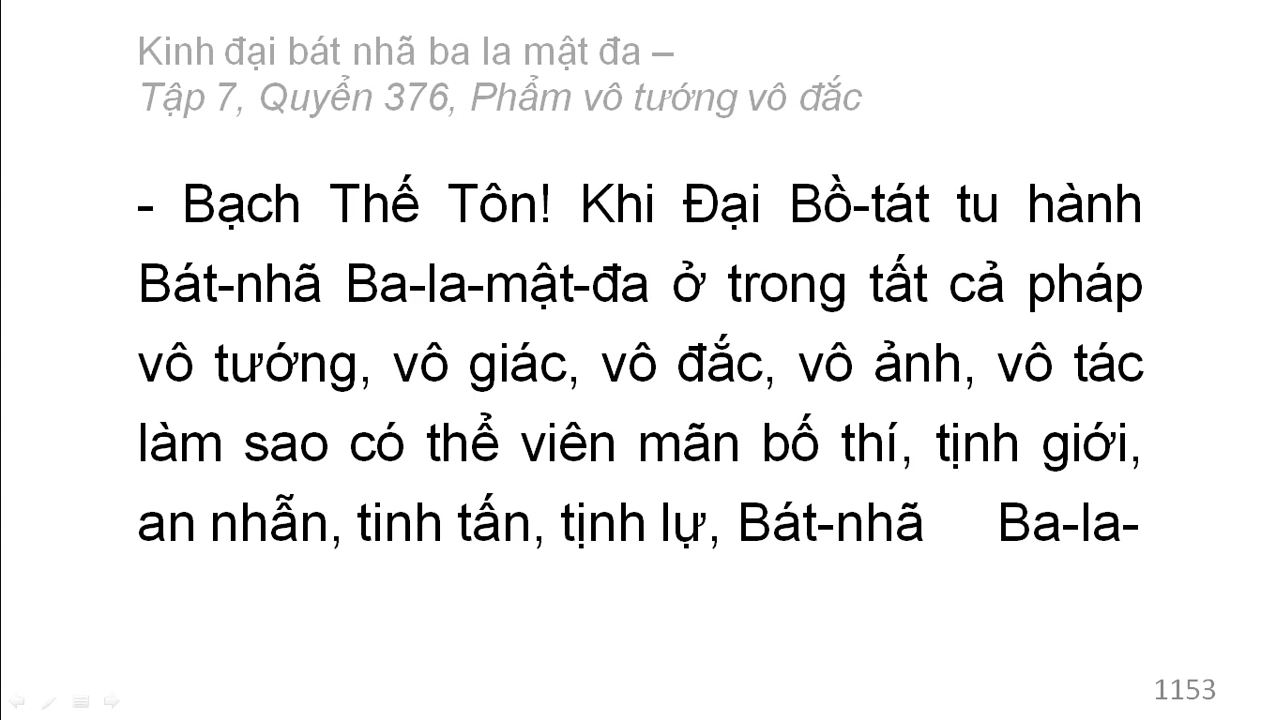 Kinh đại bát nhã ba la mật đa –
Tập 7, Quyển 376, Phẩm vô tướng vô đắc
- Bạch Thế Tôn! Khi Đại Bồ-tát tu hành
Bát-nhã Ba-la-mật-đa ở trong tất cả pháp
vô tướng, vô giác, vô đắc, vô ảnh, vô tác
làm sao có thể viên mãn bố thí, tịnh giới,
an nhẫn, tinh tấn, tịnh lự, Bát-nhã Ba-la-
1153